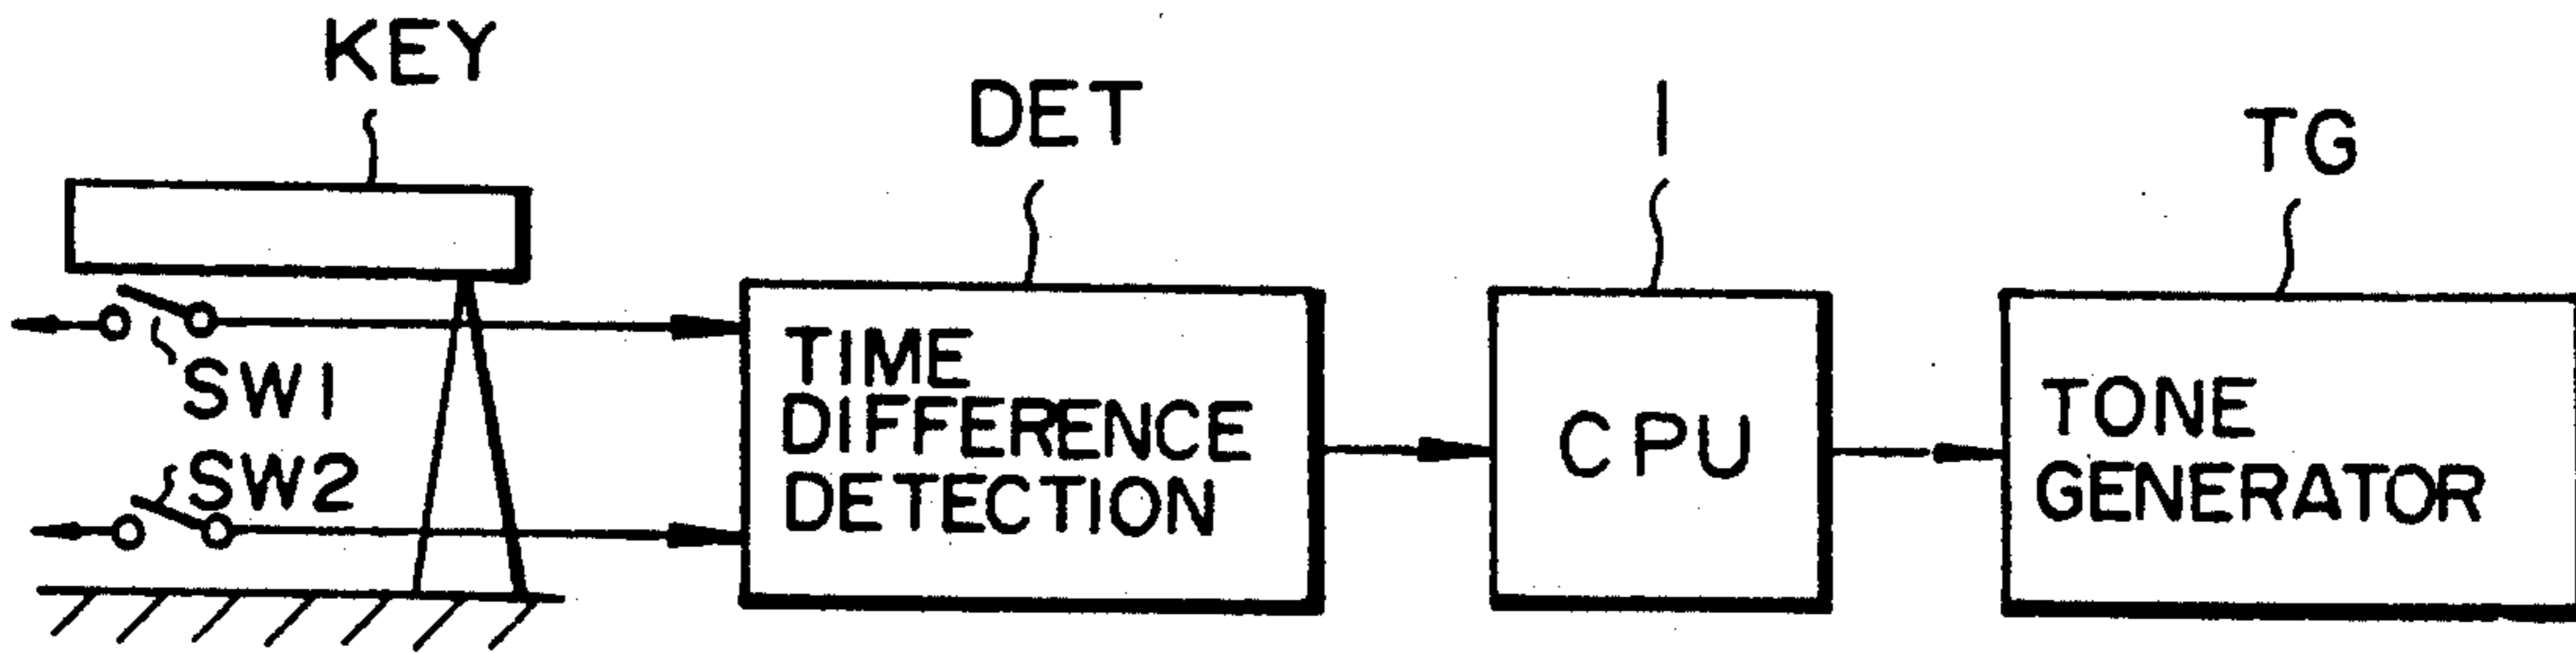 KEY
DET
1
TG
SW1
SW2
TIME
DIFFERENCE
DETECTION
CPU
TONE
GENERATOR